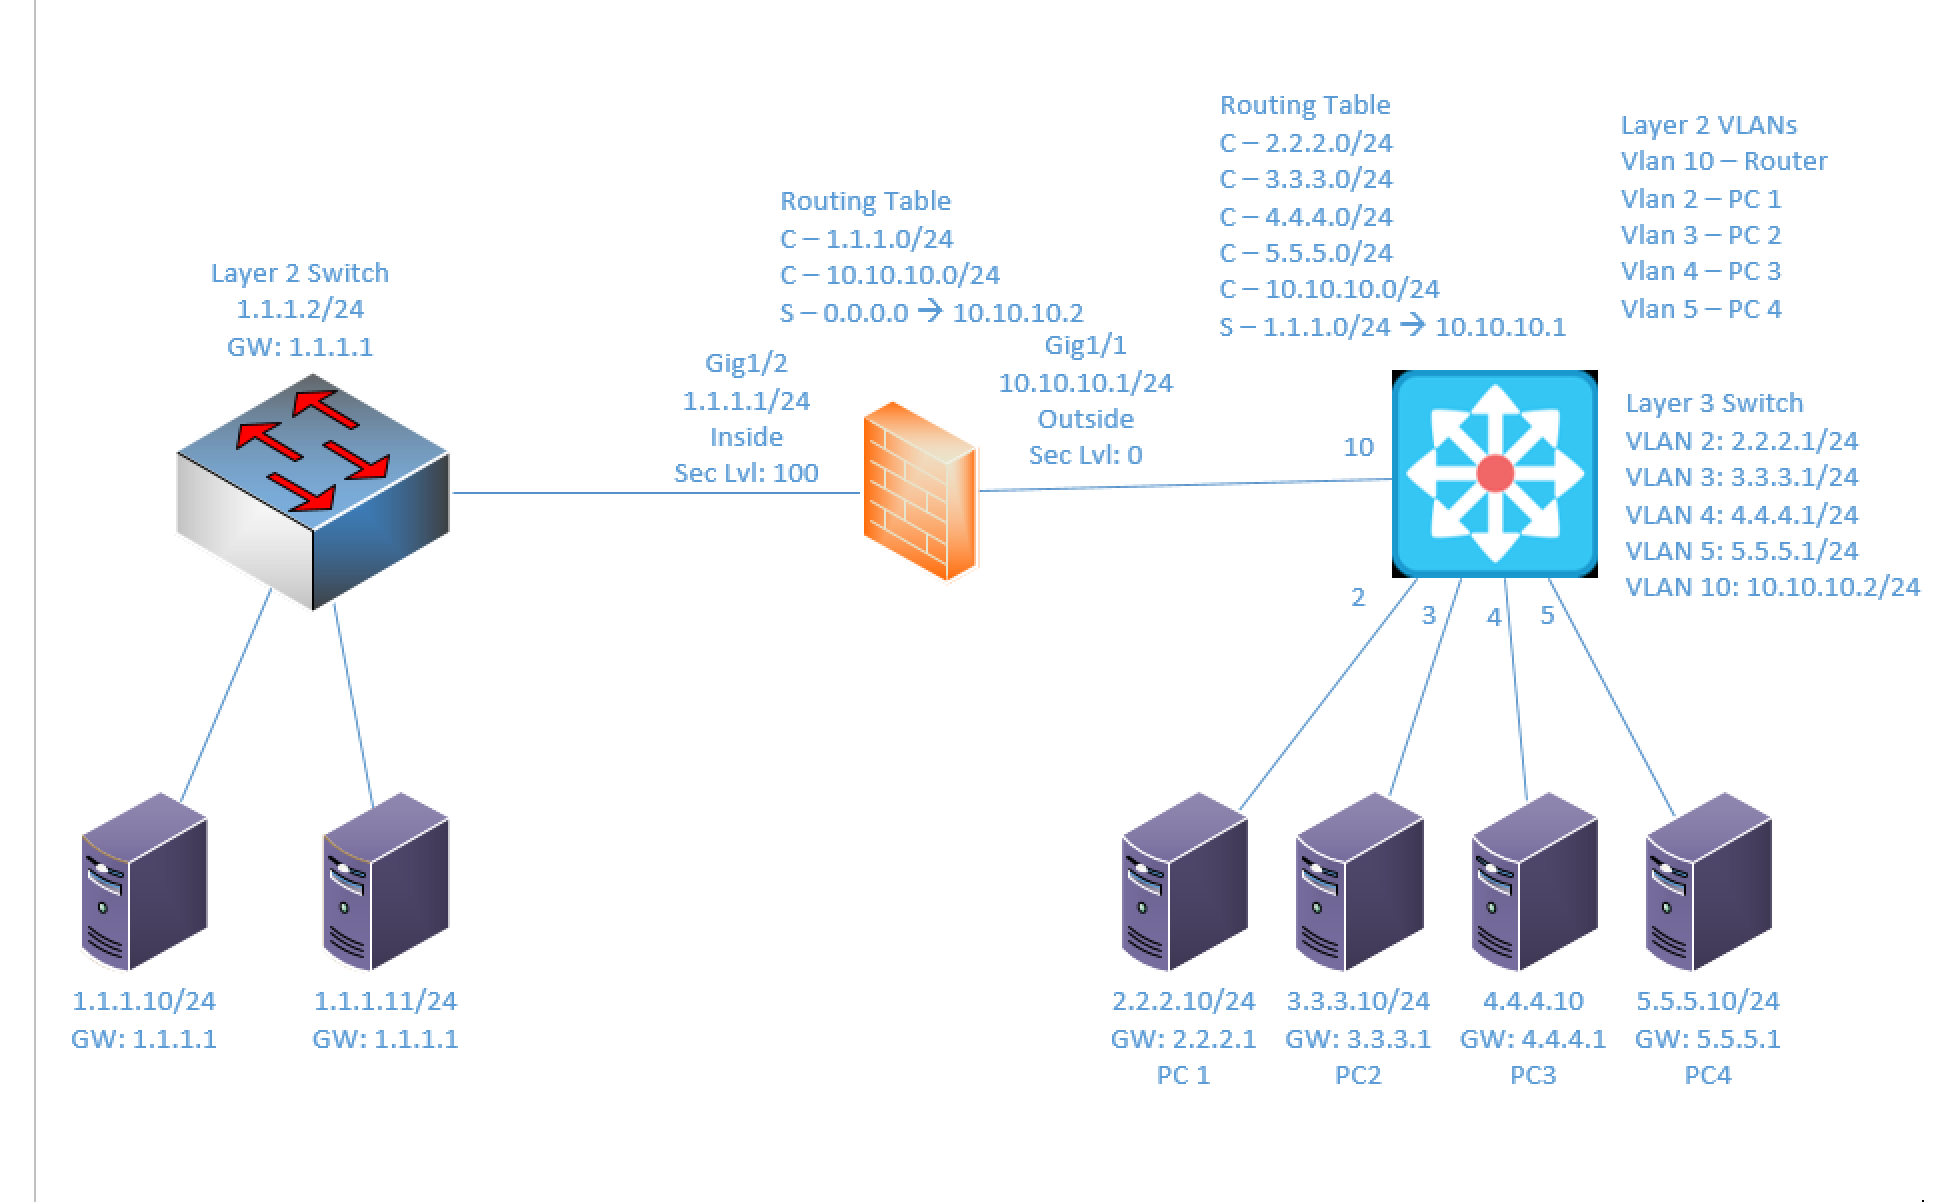 Routing Table
C – 2.2.2.0/24
C – 3.3.3.0/24
C – 4.4.4.0/24
C – 5.5.5.0/24
C – 10.10.10.0/24
S – 1.1.1.0/24 → 10.10.10.1
Layer 2 VLANs
Vlan 10 – Router
Vlan 2 – PC 1
Vlan 3 – PC 2
Vlan 4 – PC 3
Vlan 5 – PC 4
Routing Table
C – 1.1.1.0/24
C – 10.10.10.0/24
S – 0.0.0.0 → 10.10.10.2
Layer 2 Switch
1.1.1.2/24
GW: 1.1.1.1
Gig1/2
1.1.1.1/24
Inside
Sec Lvl: 100
Gig1/1
10.10.10.1/24
Outside
Sec Lvl: 0
10
Layer 3 Switch
VLAN 2: 2.2.2.1/24
VLAN 3: 3.3.3.1/24
VLAN 4: 4.4.4.1/24
VLAN 5: 5.5.5.1/24
VLAN 10: 10.10.10.2/24
2
3
4
5
1.1.1.10/24
GW: 1.1.1.1
1.1.1.11/24
GW: 1.1.1.1
2.2.2.10/24
GW: 2.2.2.1
PC 1
3.3.3.10/24
GW: 3.3.3.1
PC2
4.4.4.10
GW: 4.4.4.1
PC3
5.5.5.10/24
GW: 5.5.5.1
PC4